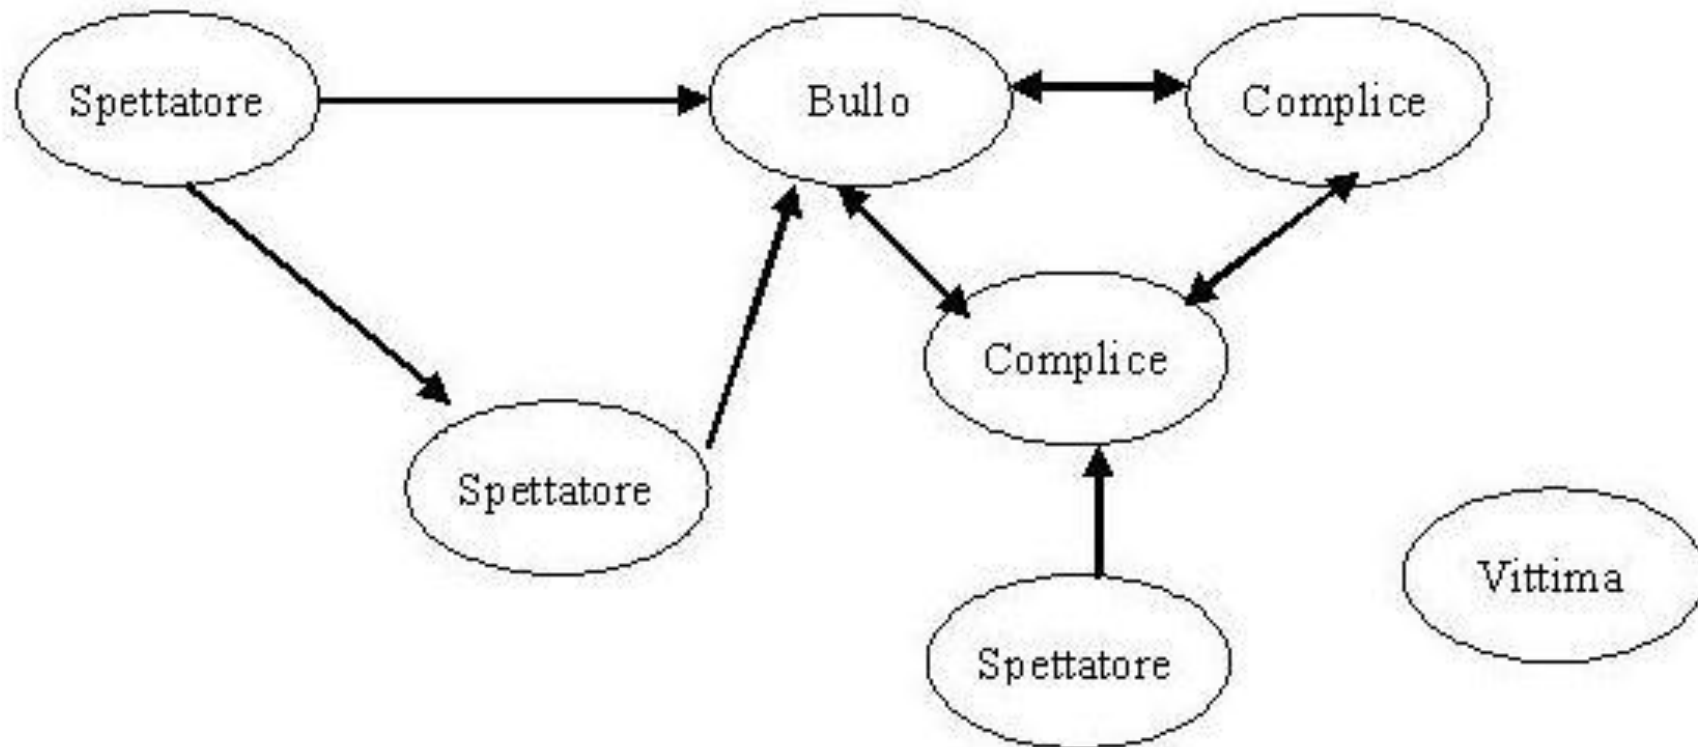 Spettatore
Bullo
Complice
Complice
Spettatore
Vittima
Spettatore